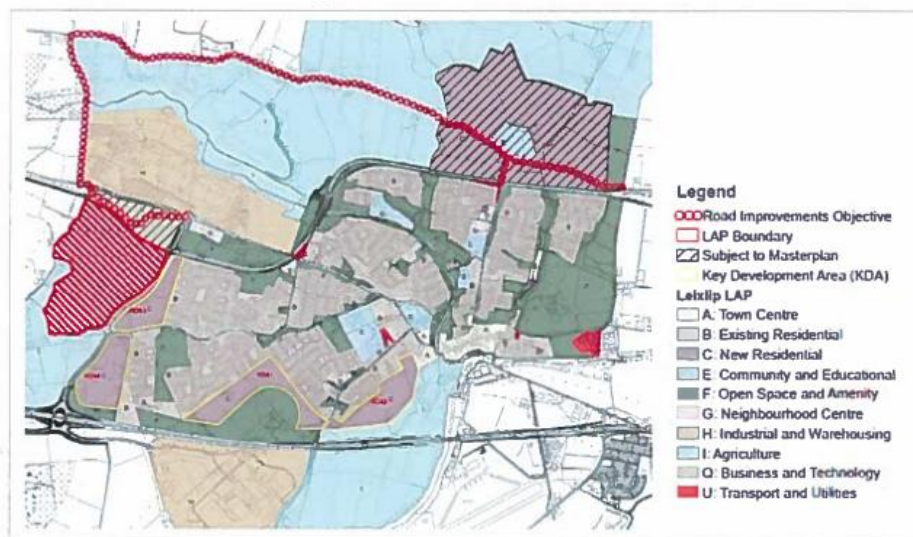 Legend
Road Improvements Objective
LAP Boundary
Subject to Masterplan
Key Development Area (KDA)
Leixlip LAP
A: Town Centre
B: Existing Residential
C: New Residential
E: Community and Educational
F: Open Space and Amenity
G: Neighbourhood Centre
H: Industrial and Warehousing
I: Agriculture
Q: Business and Technology
U: Transport and Utilities